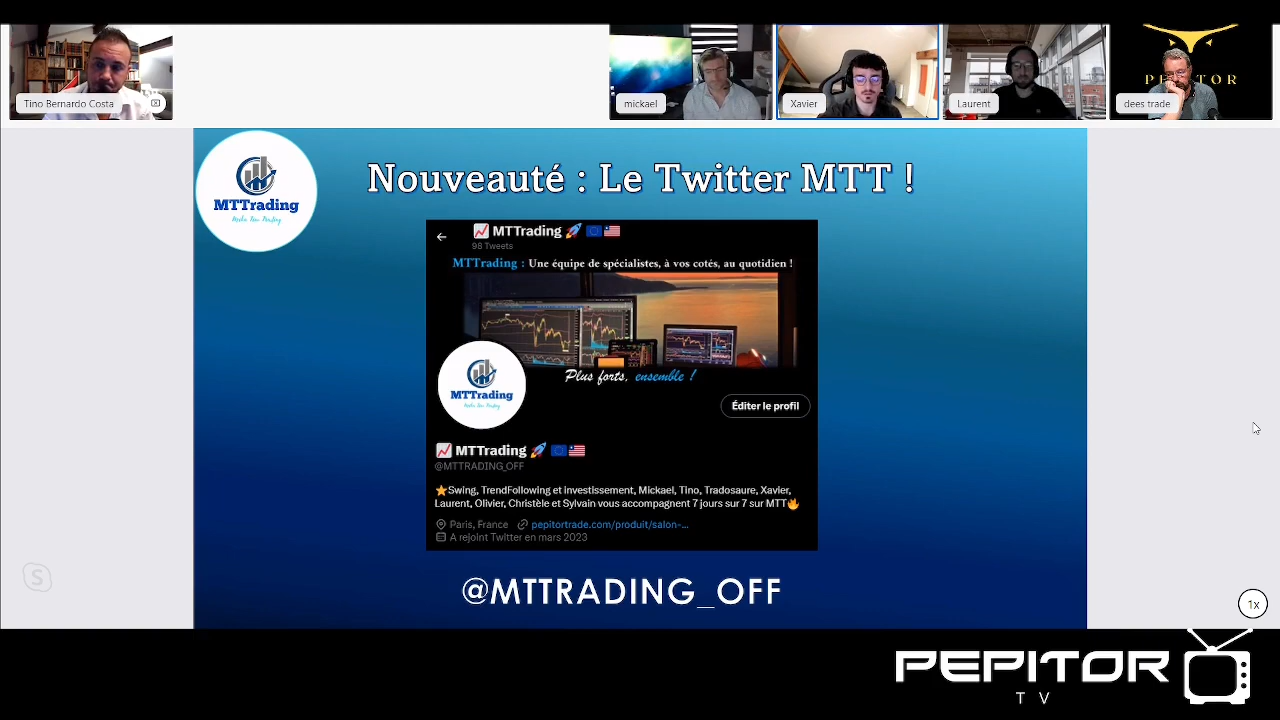 Tino Bernardo Costa
mickael
Xavier
Laurent
dees trade
PEPITOR
MTTrading
Nouveauté : Le Twitter MTT !
MTTrading
98 Tweets
MTTrading : Une équipe de spécialistes, à vos cotés, au quotidien !
Plus forts, ensemble !
MTTrading
Éditer le profil
MTTrading
@MTTRADING_OFF
Swing, TrendFollowing et investissement, Mickael, Tino, Tradosaure, Xavier,
Laurent, Olivier, Christèle et Sylvain vous accompagnent 7 jours sur 7 sur MTT
Paris, France pepitortrade.com/produit/salon-...
A rejoint Twitter en mars 2023
@MTTRADING_OFF
1x
PEPITOR
TV